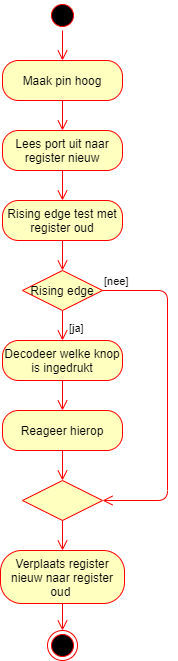 Maak pin hoog
Lees port uit naar
register nieuw
Rising edge test met
register oud
Rising edge
[nee]
[ja]
Decodeer welke knop
is ingedrukt
Reageer hierop
Verplaats register
nieuw naar register
oud